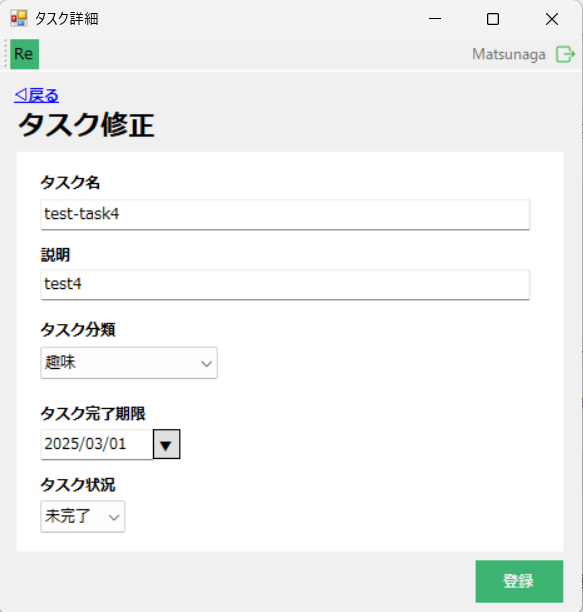 タスク詳細
Re
Matsunaga
◁戻る
タスク修正
タスク名
test-task4
説明
test4
タスク分類
趣味
タスク完了期限
2025/03/01
▼
タスク状況
未完了
登録